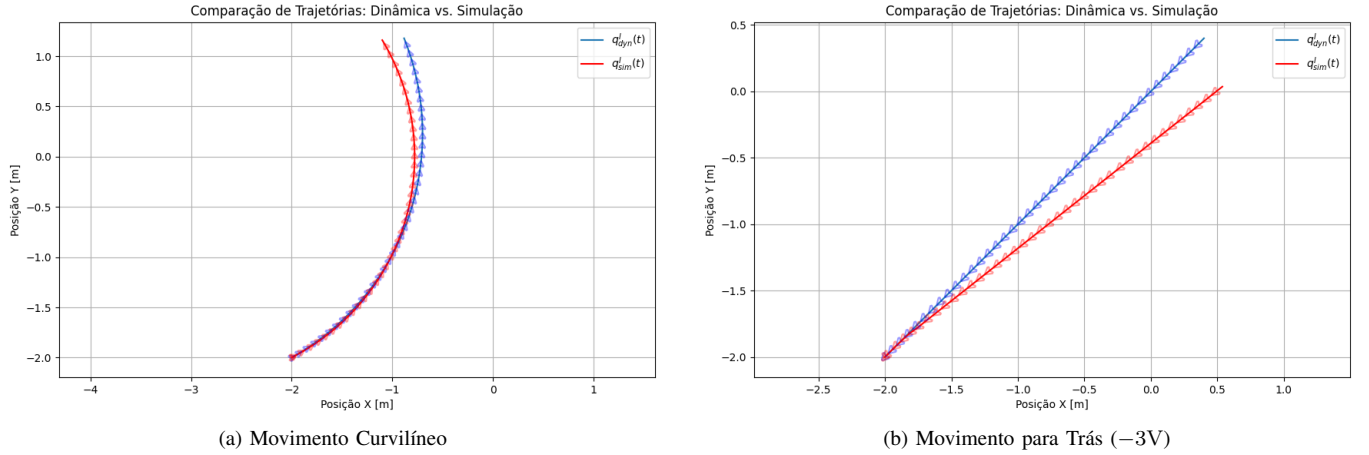 Comparação de Trajetórias: Dinâmica vs. Simulação
q^I_dyn(t)
q^I_sim(t)
Posição Y [m]
1.0
0.5
0.0
−0.5
−1.0
−1.5
−2.0
−4 −3 −2 −1 0 1
Posição X [m]
(a) Movimento Curvilíneo
Comparação de Trajetórias: Dinâmica vs. Simulação
q^I_dyn(t)
q^I_sim(t)
Posição Y [m]
0.5
0.0
−0.5
−1.0
−1.5
−2.0
−2.5 −2.0 −1.5 −1.0 −0.5 0.0 0.5 1.0
Posição X [m]
(b) Movimento para Trás (−3V)